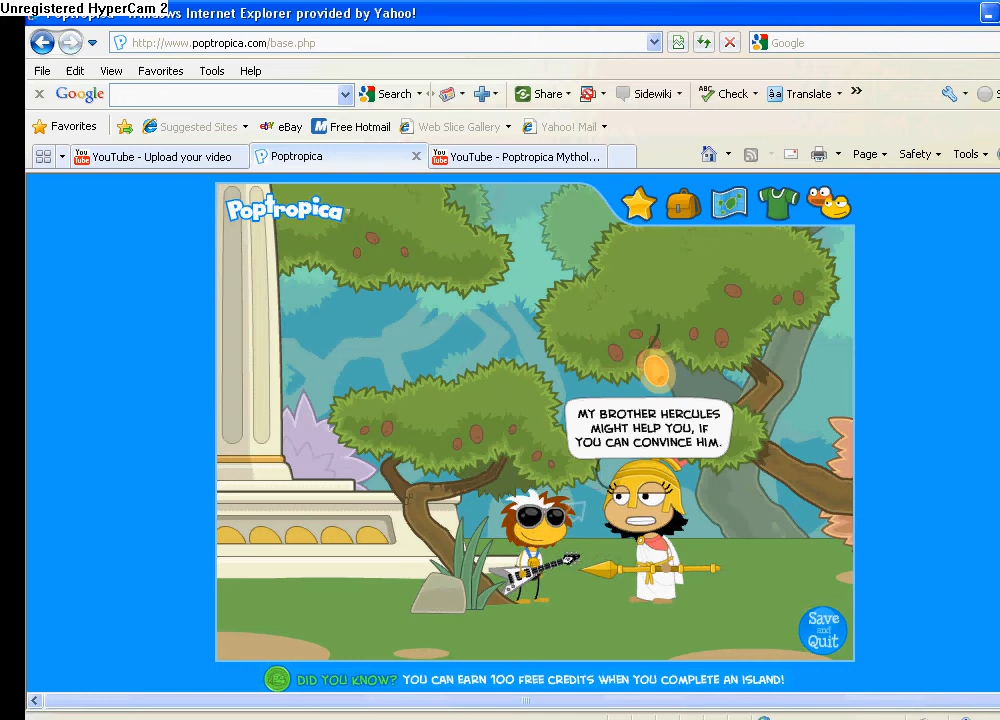 Unregistered HyperCam 2
Windows Internet Explorer provided by Yahoo!
http://www.poptropica.com/base.php
Google
File Edit View Favorites Tools Help
x Google Search Share Sidewiki ABC Check Translate »
Favorites Suggested Sites eBay Free Hotmail Web Slice Gallery Yahoo! Mail
YouTube - Upload your video Poptropica YouTube - Poptropica Mythol... Page Safety Tools
Poptropica
MY BROTHER HERCULES
MIGHT HELP YOU, IF
YOU CAN CONVINCE HIM.
Save
and
Quit
DID YOU KNOW? YOU CAN EARN 100 FREE CREDITS WHEN YOU COMPLETE AN ISLAND!